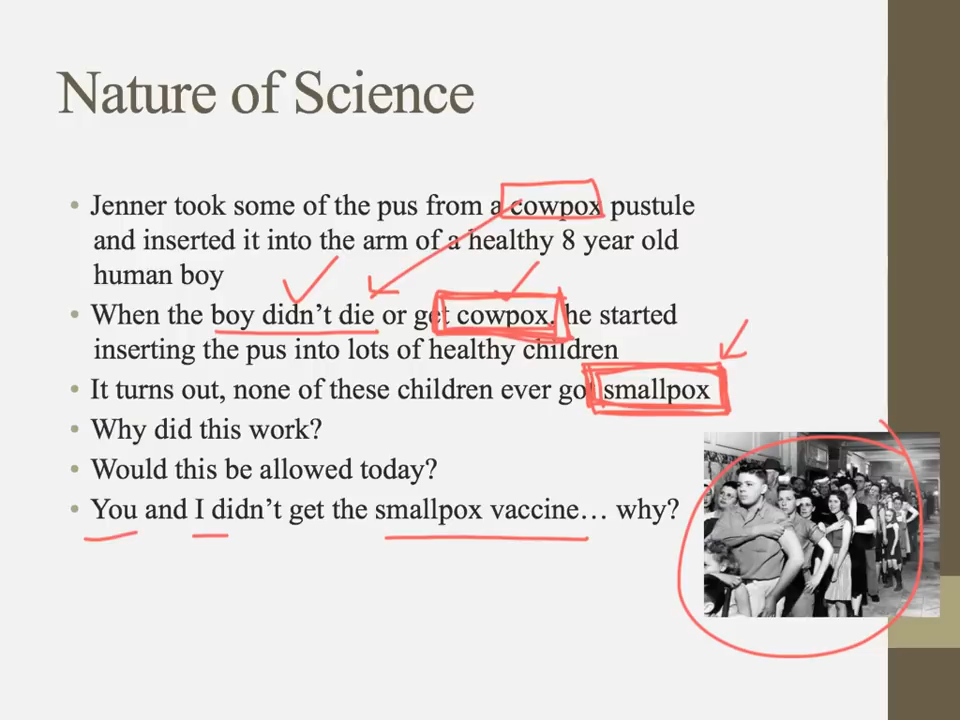 Nature of Science
• Jenner took some of the pus from a cowpox pustule
and inserted it into the arm of a healthy 8 year old
human boy
• When the boy didn't die or get cowpox, he started
inserting the pus into lots of healthy children
• It turns out, none of these children ever got smallpox
• Why did this work?
• Would this be allowed today?
• You and I didn't get the smallpox vaccine… why?